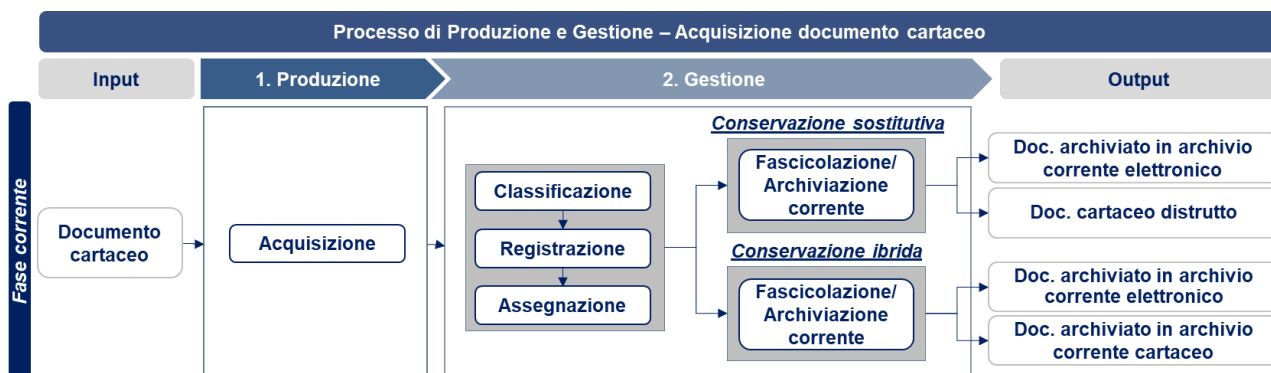 Processo di Produzione e Gestione – Acquisizione documento cartaceo
Input
1. Produzione
2. Gestione
Output
Fase corrente
Documento
cartaceo
Acquisizione
Classificazione
Registrazione
Assegnazione
Conservazione sostitutiva
Fascicolazione/
Archiviazione
corrente
Conservazione ibrida
Fascicolazione/
Archiviazione
corrente
Doc. archiviato in archivio
corrente elettronico
Doc. cartaceo distrutto
Doc. archiviato in archivio
corrente elettronico
Doc. archiviato in archivio
corrente cartaceo